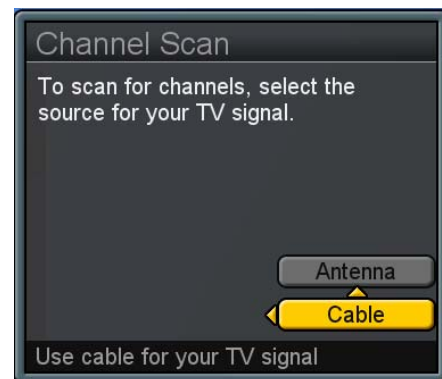 Channel Scan
To scan for channels, select the
source for your TV signal.
Antenna
Cable
Use cable for your TV signal